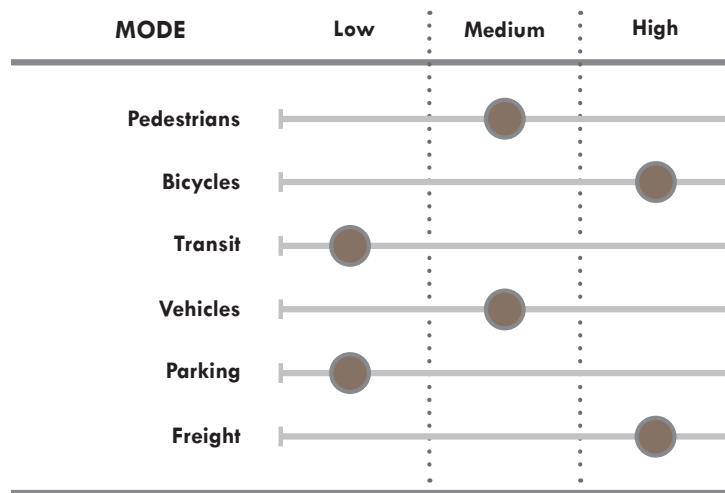 MODE Low Medium High
Pedestrians
Bicycles
Transit
Vehicles
Parking
Freight